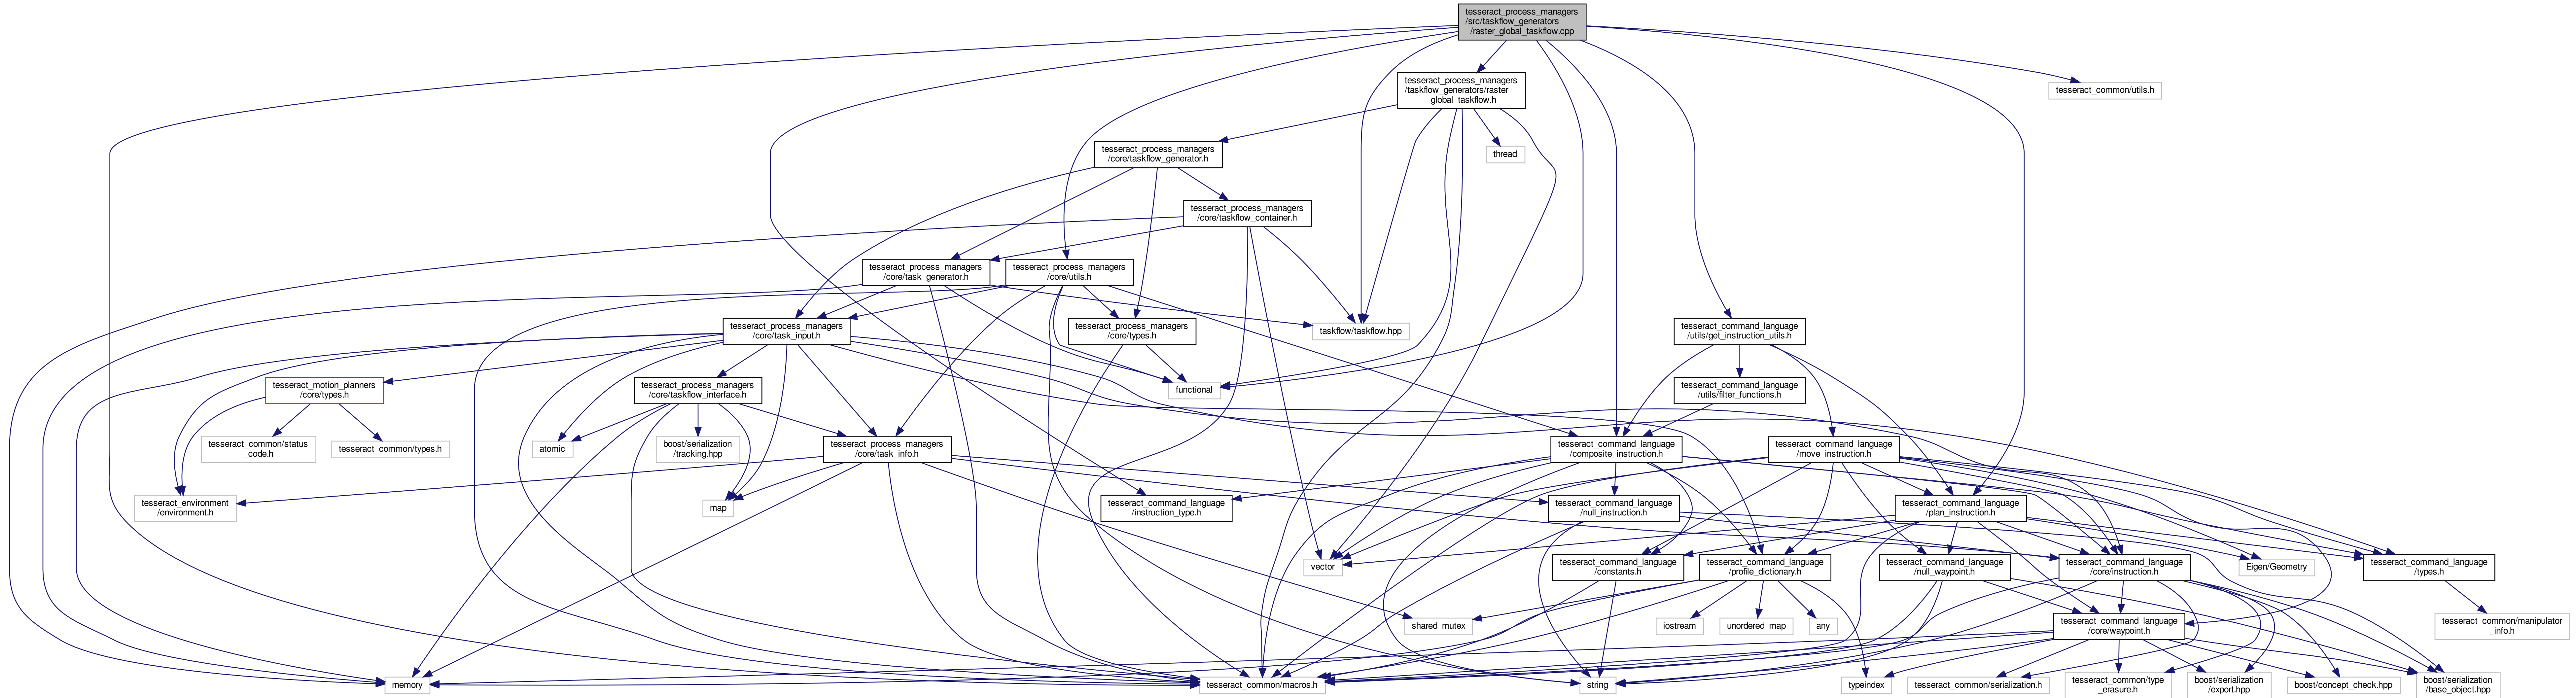 tesseract_process_managers
/src/taskflow_generators
/raster_global_taskflow.cpp
tesseract_process_managers
/taskflow_generators/raster
_global_taskflow.h
tesseract_common/utils.h
tesseract_process_managers
/core/taskflow_generator.h
thread
tesseract_process_managers
/core/taskflow_container.h
tesseract_process_managers
/core/task_generator.h
tesseract_process_managers
/core/utils.h
tesseract_process_managers
/core/task_input.h
tesseract_process_managers
/core/types.h
taskflow/taskflow.hpp
tesseract_command_language
/utils/get_instruction_utils.h
tesseract_motion_planners
/core/types.h
tesseract_process_managers
/core/taskflow_interface.h
functional
tesseract_command_language
/utils/filter_functions.h
tesseract_common/status
_code.h
tesseract_common/types.h
atomic
boost/serialization
/tracking.hpp
tesseract_process_managers
/core/task_info.h
tesseract_command_language
/composite_instruction.h
tesseract_command_language
/move_instruction.h
tesseract_environment
/environment.h
map
tesseract_command_language
/instruction_type.h
tesseract_command_language
/null_instruction.h
tesseract_command_language
/plan_instruction.h
vector
tesseract_command_language
/constants.h
tesseract_command_language
/profile_dictionary.h
tesseract_command_language
/null_waypoint.h
tesseract_command_language
/core/instruction.h
Eigen/Geometry
tesseract_command_language
/types.h
shared_mutex
iostream
unordered_map
any
tesseract_command_language
/core/waypoint.h
tesseract_common/manipulator
_info.h
memory
tesseract_common/macros.h
string
typeindex
tesseract_common/serialization.h
tesseract_common/type
_erasure.h
boost/serialization
/export.hpp
boost/concept_check.hpp
boost/serialization
/base_object.hpp